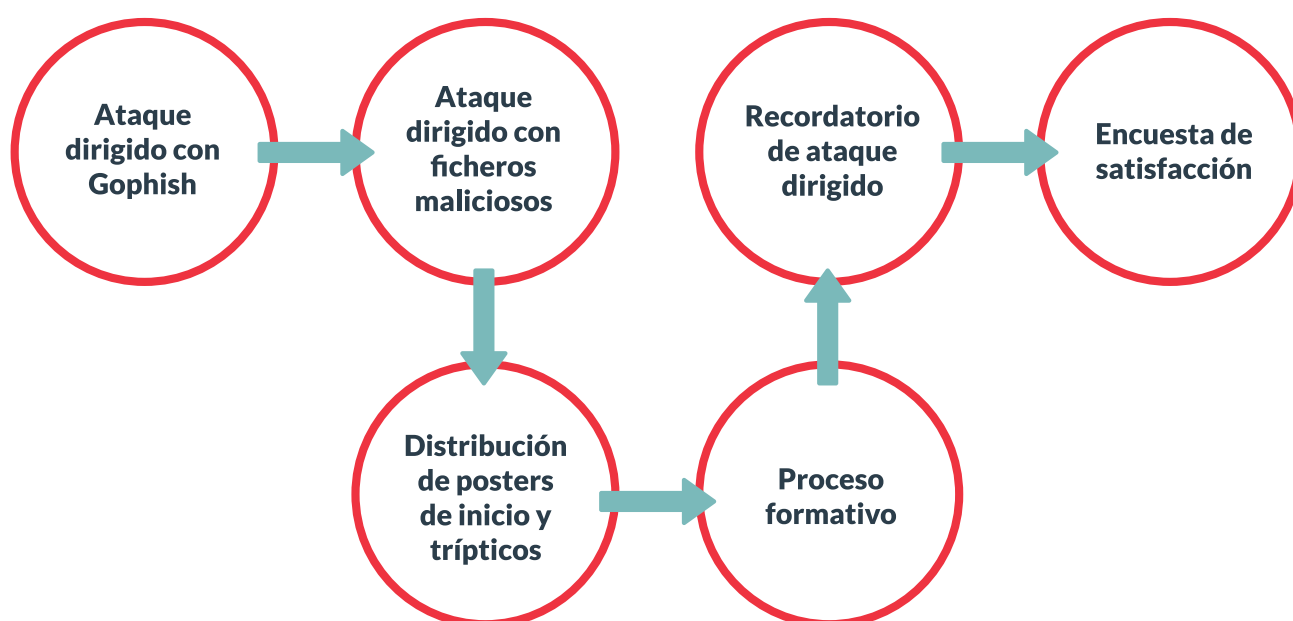 Ataque
dirigido con
Gophish
Ataque
dirigido con
ficheros
maliciosos
Distribución
de posters
de inicio y
trípticos
Proceso
formativo
Recordatorio
de ataque
dirigido
Encuesta de
satisfacción